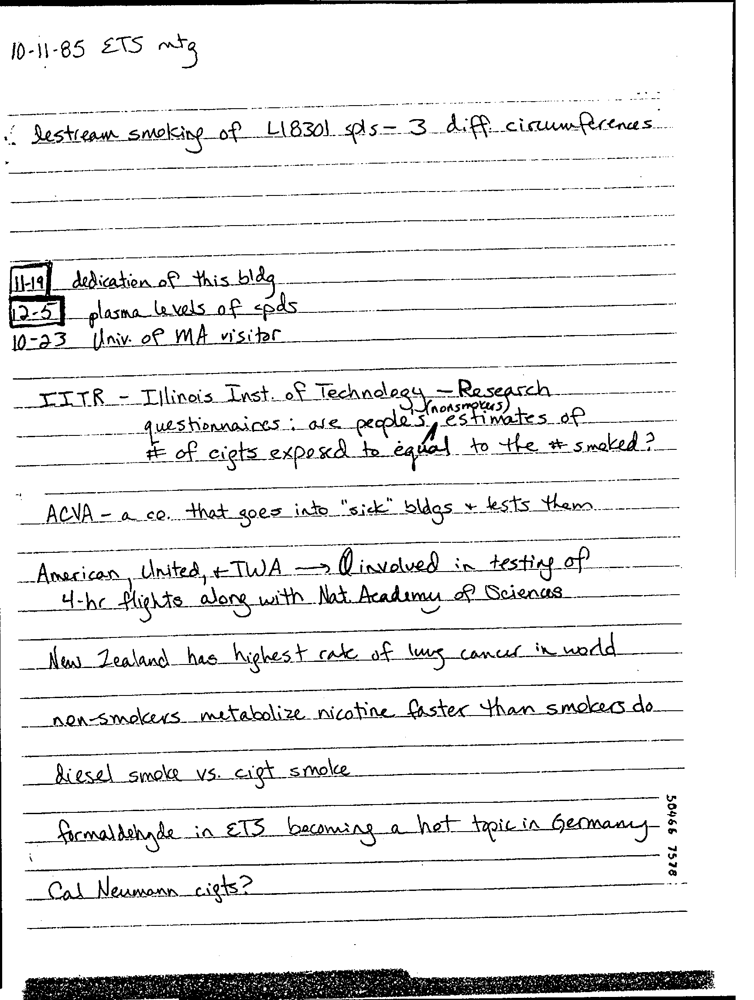 10-11-85 ETS mtg
lestream smoking of L18301 spls - 3 diff. circumferences
11-19 dedication of this bldg
12-5 plasma levels of cpds
10-23 Univ. of MA visitor
IITR - Illinois Inst. of Technology - Research
questionnaires: are people's (nonsmokers) estimates of
# of cigts exposed to equal to the # smoked?
ACVA - a co. that goes into "sick" bldgs + tests them
American, United, + TWA → involved in testing of
4-hr flights along with Nat. Academy of Sciences
New Zealand has highest rate of lung cancer in world
non-smokers metabolize nicotine faster than smokers do
diesel smoke vs. cigt smoke
formaldehyde in ETS becoming a hot topic in Germany
Cal Neumann cigts?
50466 7578